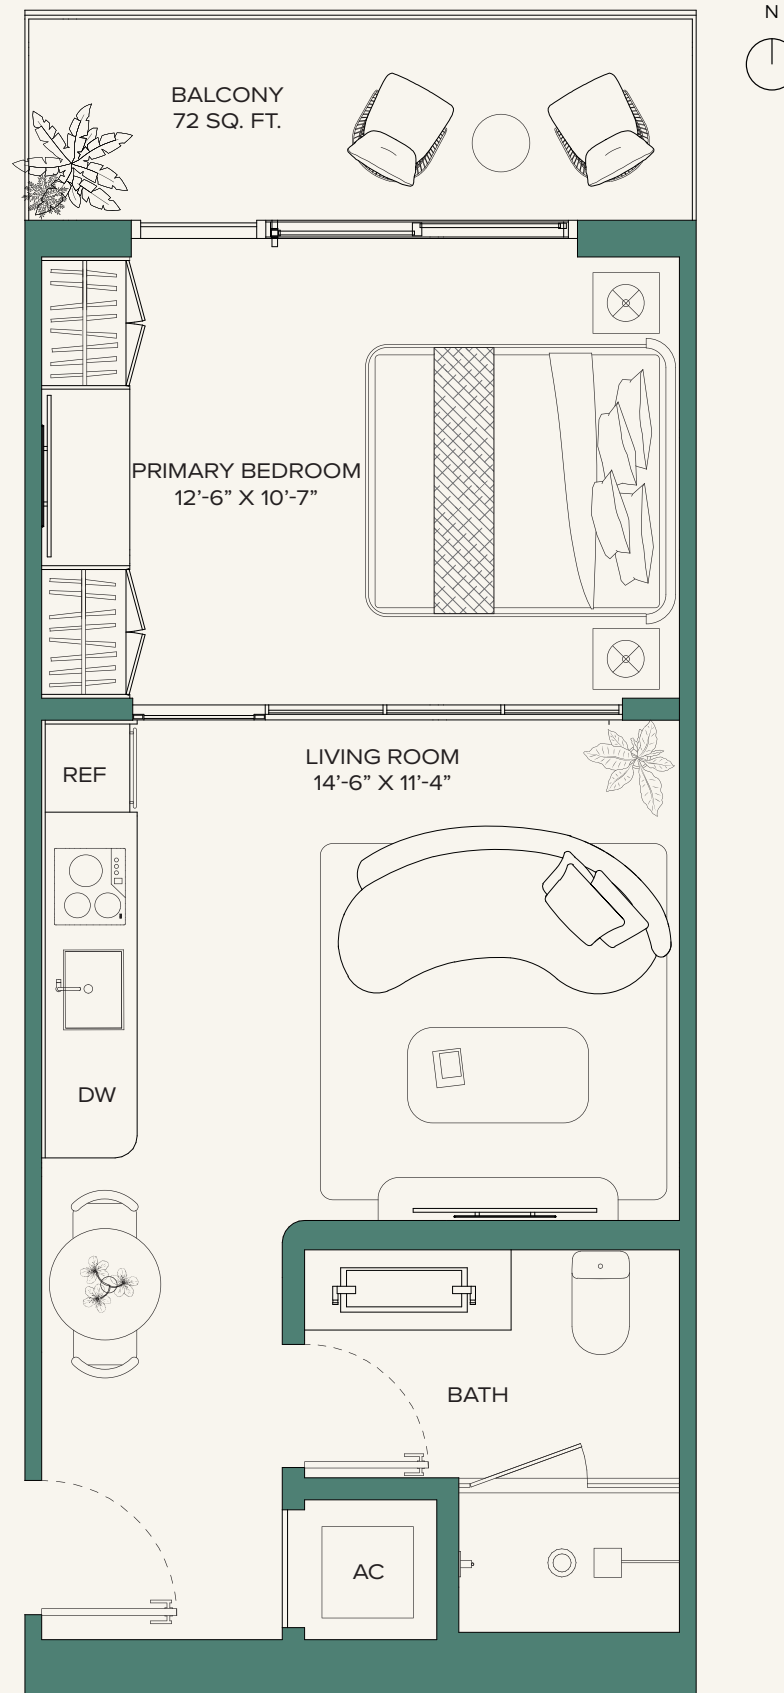 N
BALCONY
72 SQ. FT.
PRIMARY BEDROOM
12’-6” X 10’-7”
LIVING ROOM
14’-6” X 11’-4”
REF
DW
BATH
AC